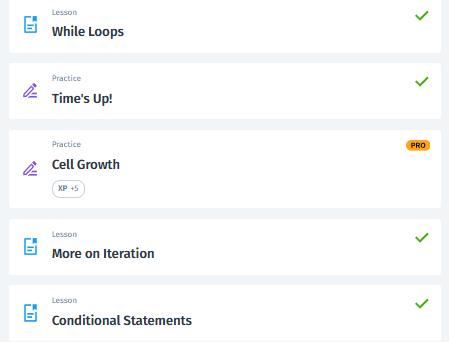 Lesson
While Loops
Practice
Time's Up!
Practice
PRO
Cell Growth
XP +5
Lesson
More on Iteration
Lesson
Conditional Statements